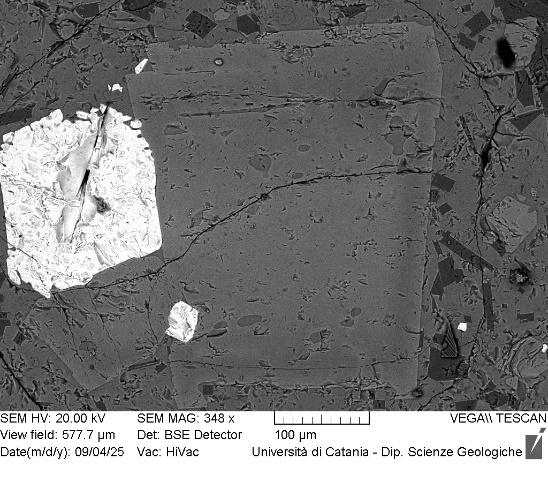 SEM HV: 20.00 kV SEM MAG: 348 x VEGA\\ TESCAN
View field: 577.7 µm Det: BSE Detector 100 µm
Date(m/d/y): 09/04/25 Vac: HiVac Università di Catania - Dip. Scienze Geologiche